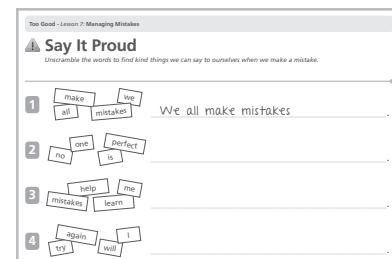 Too Good - Lesson 7: Managing Mistakes
Say It Proud
Unscramble the words to find kind things we can say to ourselves when we make a mistake.
1 make we all mistakes We all make mistakes .
2 one perfect no is .
3 help me mistakes learn .
4 again I try will .